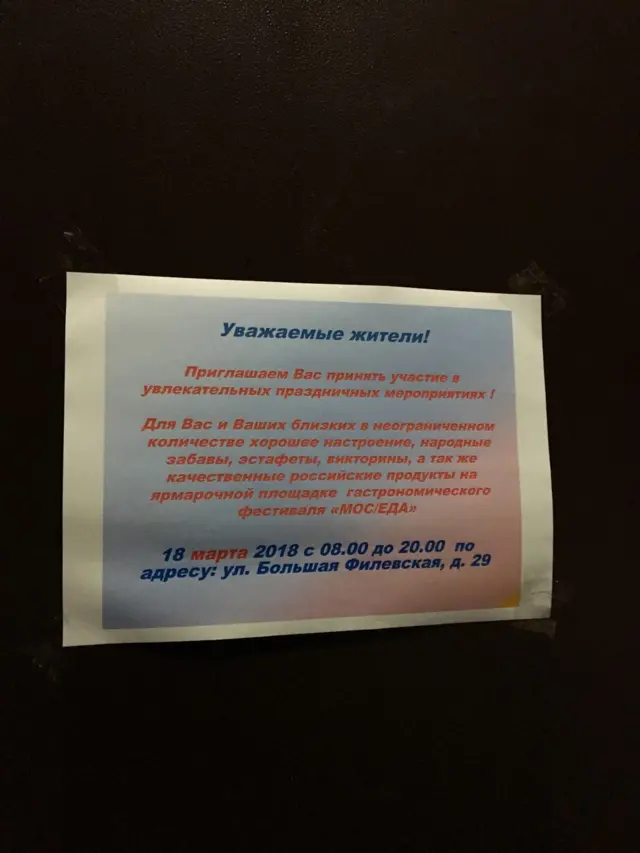 Уважаемые жители!
Приглашаем Вас принять участие в
увлекательных праздничных мероприятиях !
Для Вас и Ваших близких в неограниченном
количестве хорошее настроение, народные
забавы, эстафеты, викторины, а так же
качественные российские продукты на
ярмарочной площадке гастрономического
фестиваля «МОС/ЕДА»
18 марта 2018 с 08.00 до 20.00 по
адресу: ул. Большая Филевская, д. 29